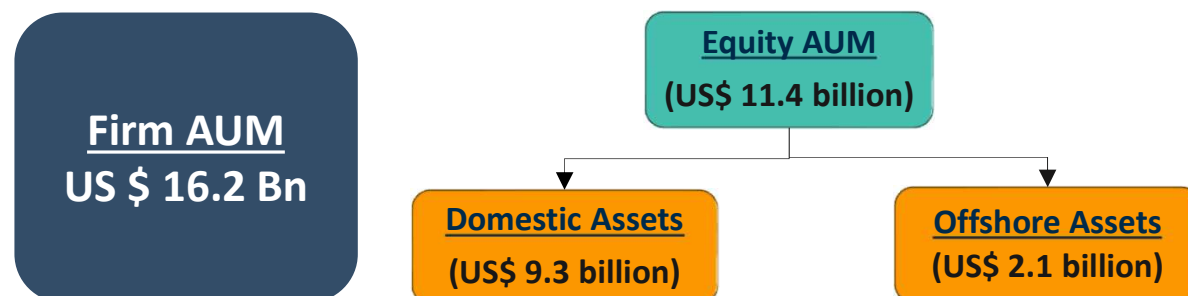 Firm AUM
US $ 16.2 Bn
Equity AUM
(US$ 11.4 billion)
Domestic Assets
(US$ 9.3 billion)
Offshore Assets
(US$ 2.1 billion)